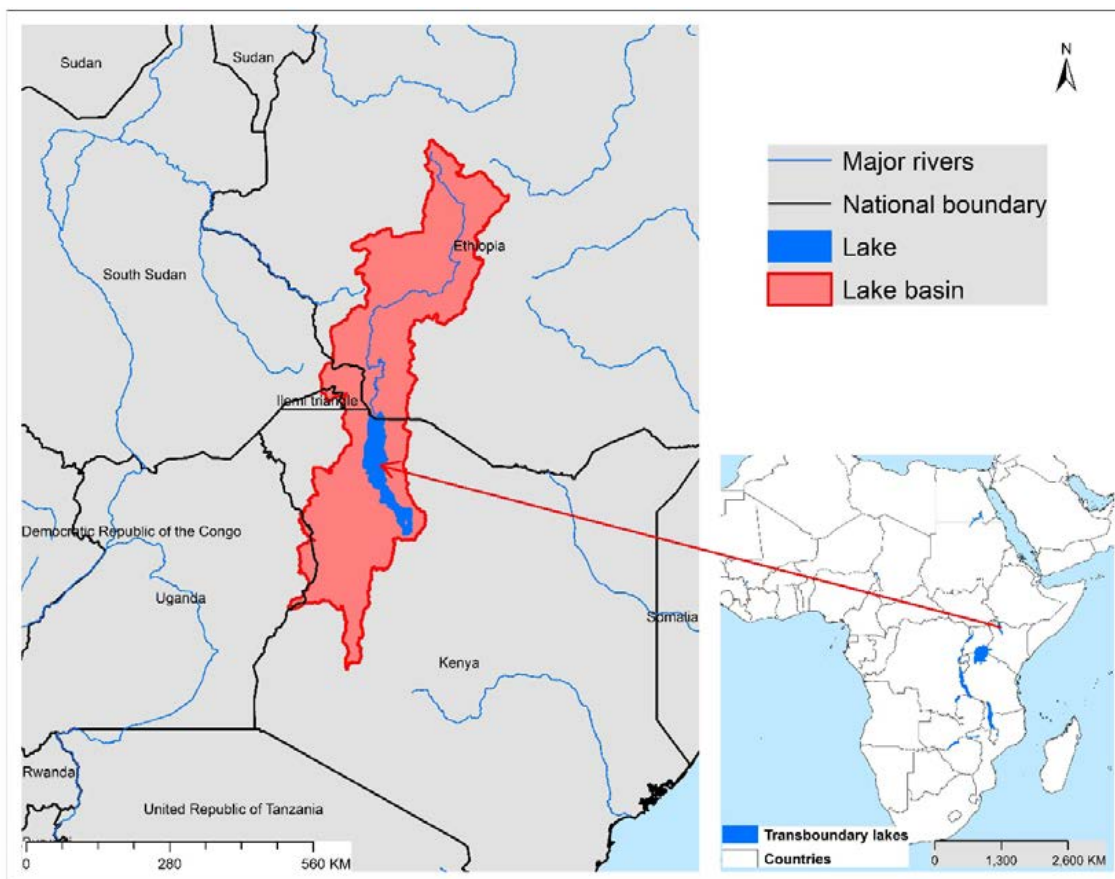 Sudan
Sudan
South Sudan
Ethiopia
Ilemi triangle
Democratic Republic of the Congo
Uganda
Kenya
Somalia
Rwanda
United Republic of Tanzania
0 280 560 KM
N
Major rivers
National boundary
Lake
Lake basin
Transboundary lakes
Countries
0 1,300 2,600 KM